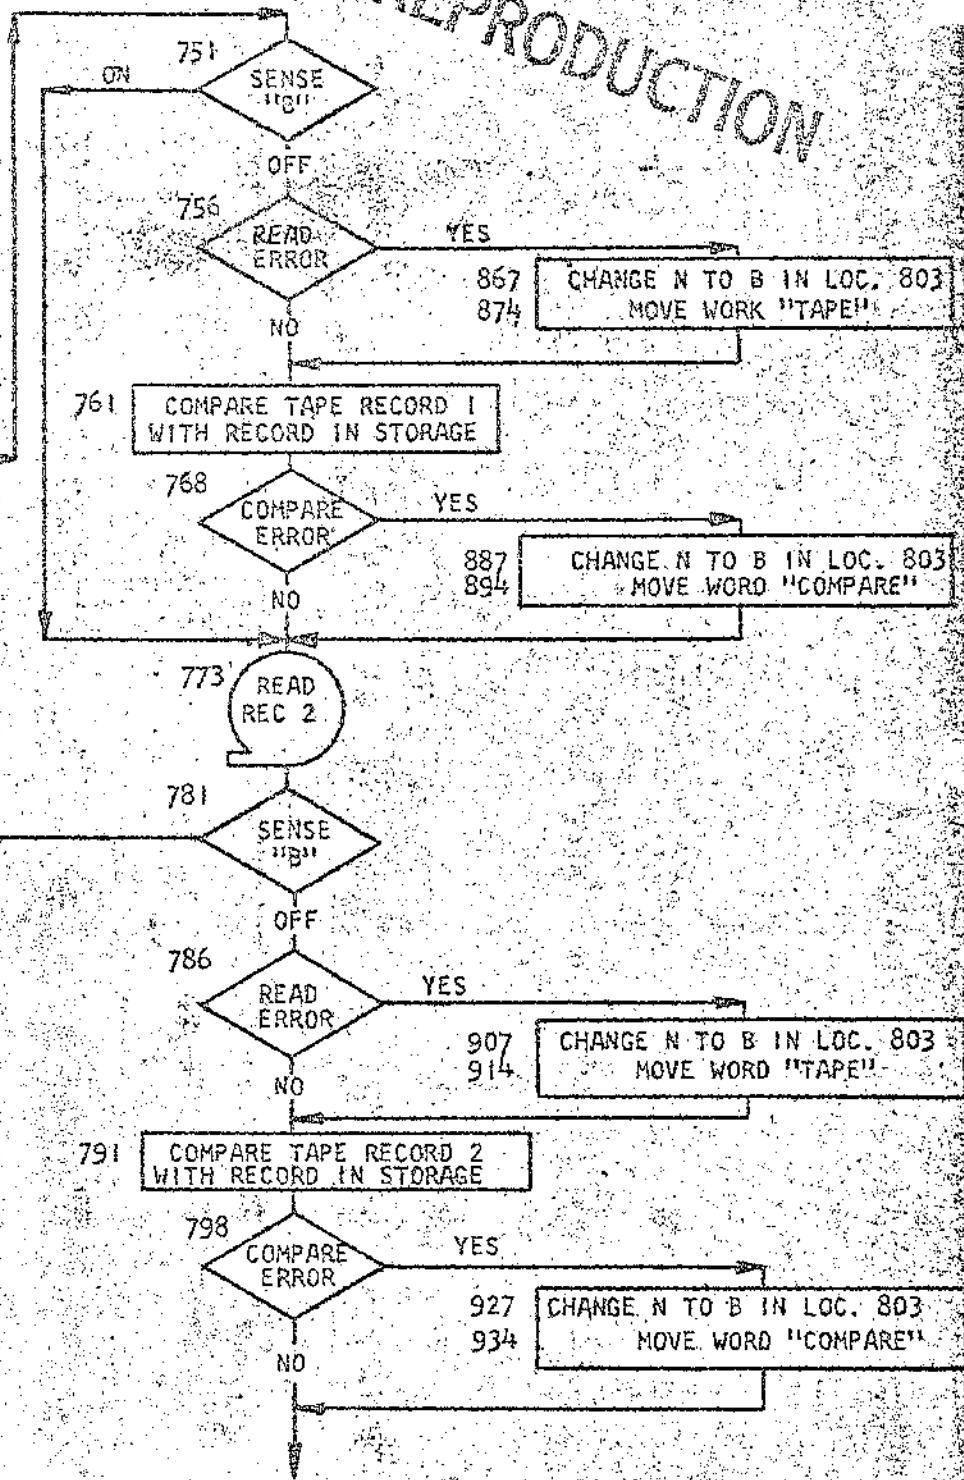 REPRODUCTION
751
SENSE
"B"
ON
OFF
756
READ
ERROR
YES
867 CHANGE N TO B IN LOC. 803
874 MOVE WORK "TAPE"
NO
761 COMPARE TAPE RECORD 1
WITH RECORD IN STORAGE
768
COMPARE
ERROR
YES
887 CHANGE N TO B IN LOC. 803
894 MOVE WORD "COMPARE"
NO
773 READ
REC 2
781
SENSE
"B"
OFF
786
READ
ERROR
YES
907 CHANGE N TO B IN LOC. 803
914 MOVE WORD "TAPE"
NO
791 COMPARE TAPE RECORD 2
WITH RECORD IN STORAGE
798
COMPARE
ERROR
YES
927 CHANGE N TO B IN LOC. 803
934 MOVE WORD "COMPARE"
NO